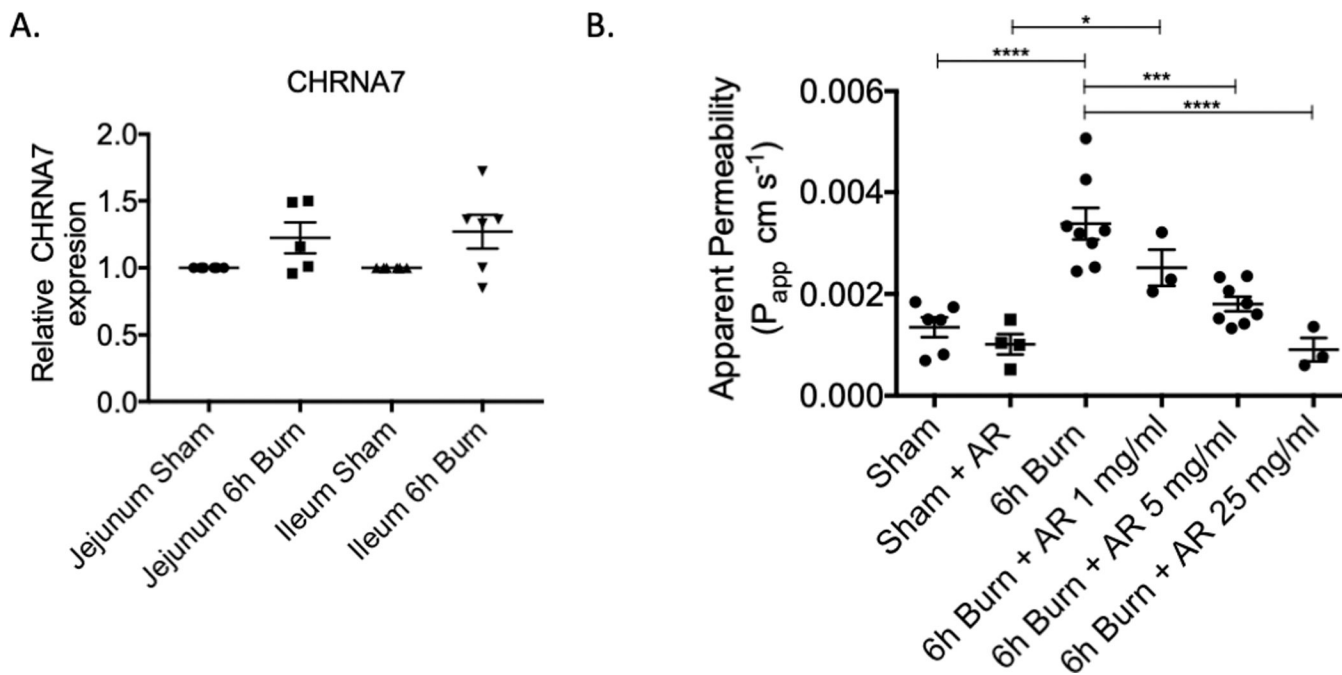 A.
CHRNA7
Relative CHRNA7
expresion
2.0
1.5
1.0
0.5
0.0
Jejunum Sham
Jejunum 6h Burn
Ileum Sham
Ileum 6h Burn
B.
*
****
***
****
Apparent Permeability
(Papp cm s-1)
0.006
0.004
0.002
0.000
Sham
Sham + AR
6h Burn
6h Burn + AR 1 mg/ml
6h Burn + AR 5 mg/ml
6h Burn + AR 25 mg/ml